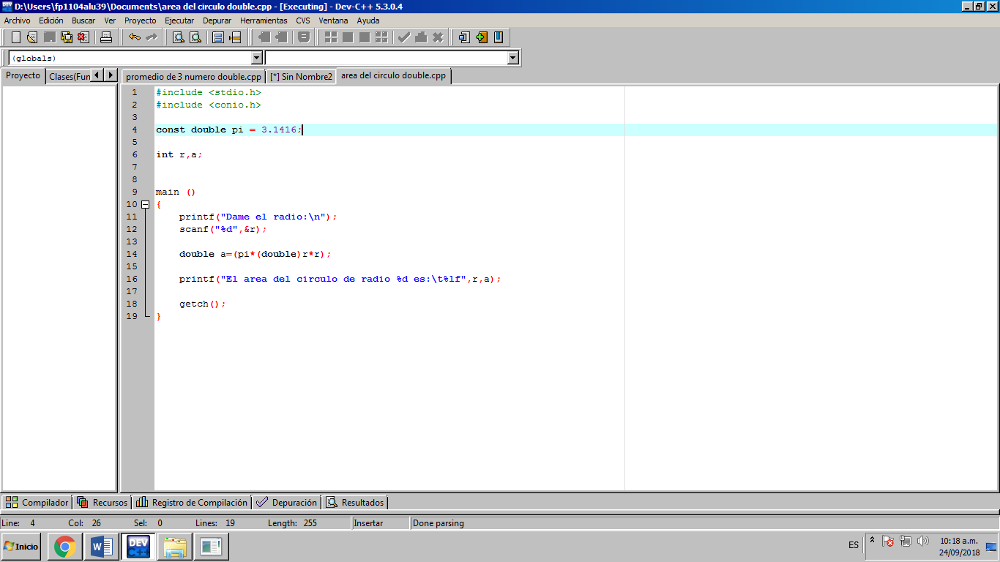 D:\Users\fp1104alu39\Documents\area del circulo double.cpp - [Executing] - Dev-C++ 5.3.0.4
Archivo Edición Buscar Ver Proyecto Ejecutar Depurar Herramientas CVS Ventana Ayuda
(globals)
Proyecto Clases(Fun promedio de 3 numero double.cpp [*] Sin Nombre2 area del circulo double.cpp
1 #include <stdio.h>
2 #include <conio.h>
3
4 const double pi = 3.1416;
5
6 int r,a;
7
8
9 main ()
10 {
11 printf("Dame el radio:\n");
12 scanf("%d",&r);
13
14 double a=(pi*(double)r*r);
15
16 printf("El area del circulo de radio %d es:\t%lf",r,a);
17
18 getch();
19 }
Compilador Recursos Registro de Compilación Depuración Resultados
Line: 4 Col: 26 Sel: 0 Lines: 19 Length: 255 Insertar Done parsing
Inicio W DEV C++ ES 10:18 a.m.
24/09/2018